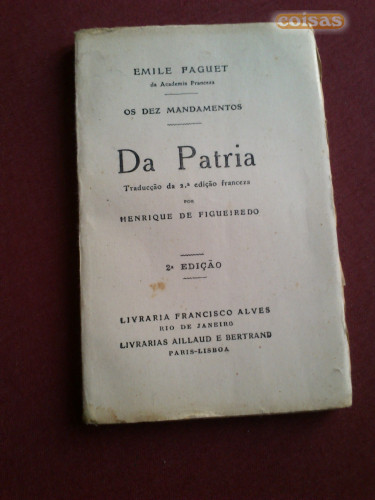 coisas
EMILE FAGUET
da Academia Franceza
OS DEZ MANDAMENTOS
Da Patria
Traducção da 2.ª edição franceza
POR
HENRIQUE DE FIGUEIREDO
2ª EDIÇÃO
LIVRARIA FRANCISCO ALVES
RIO DE JANEIRO
LIVRARIAS AILLAUD E BERTRAND
PARIS-LISBOA